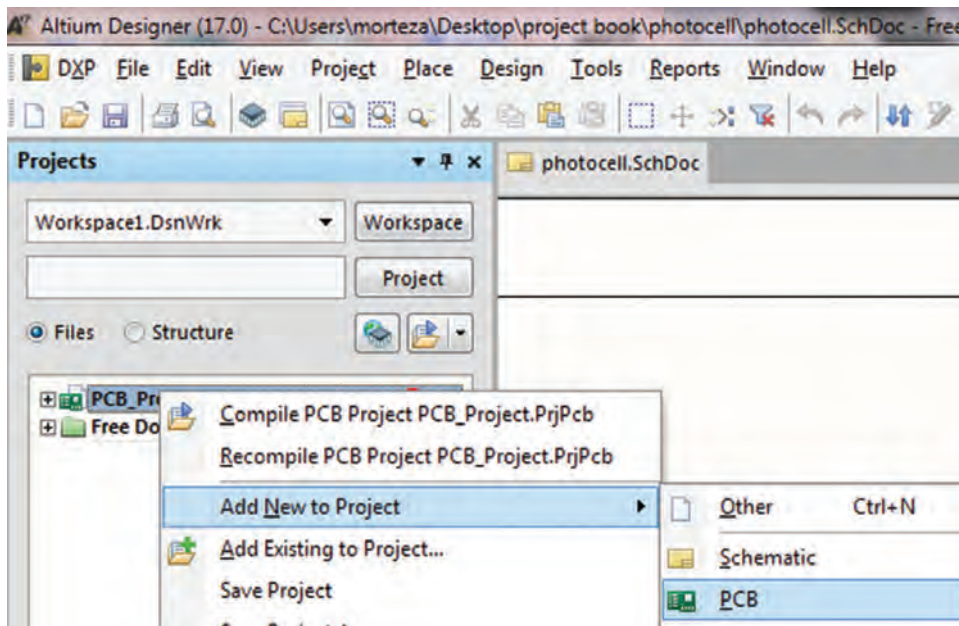 Altium Designer (17.0) - C:\Users\morteza\Desktop\project book\photocell\photocell.SchDoc - Free
DXP File Edit View Project Place Design Tools Reports Window Help
Projects
photocell.SchDoc
Workspace1.DsnWrk
Workspace
Project
Files Structure
PCB_Pr
Free Do
Compile PCB Project PCB_Project.PrjPcb
Recompile PCB Project PCB_Project.PrjPcb
Add New to Project
Add Existing to Project...
Save Project
Other Ctrl+N
Schematic
PCB